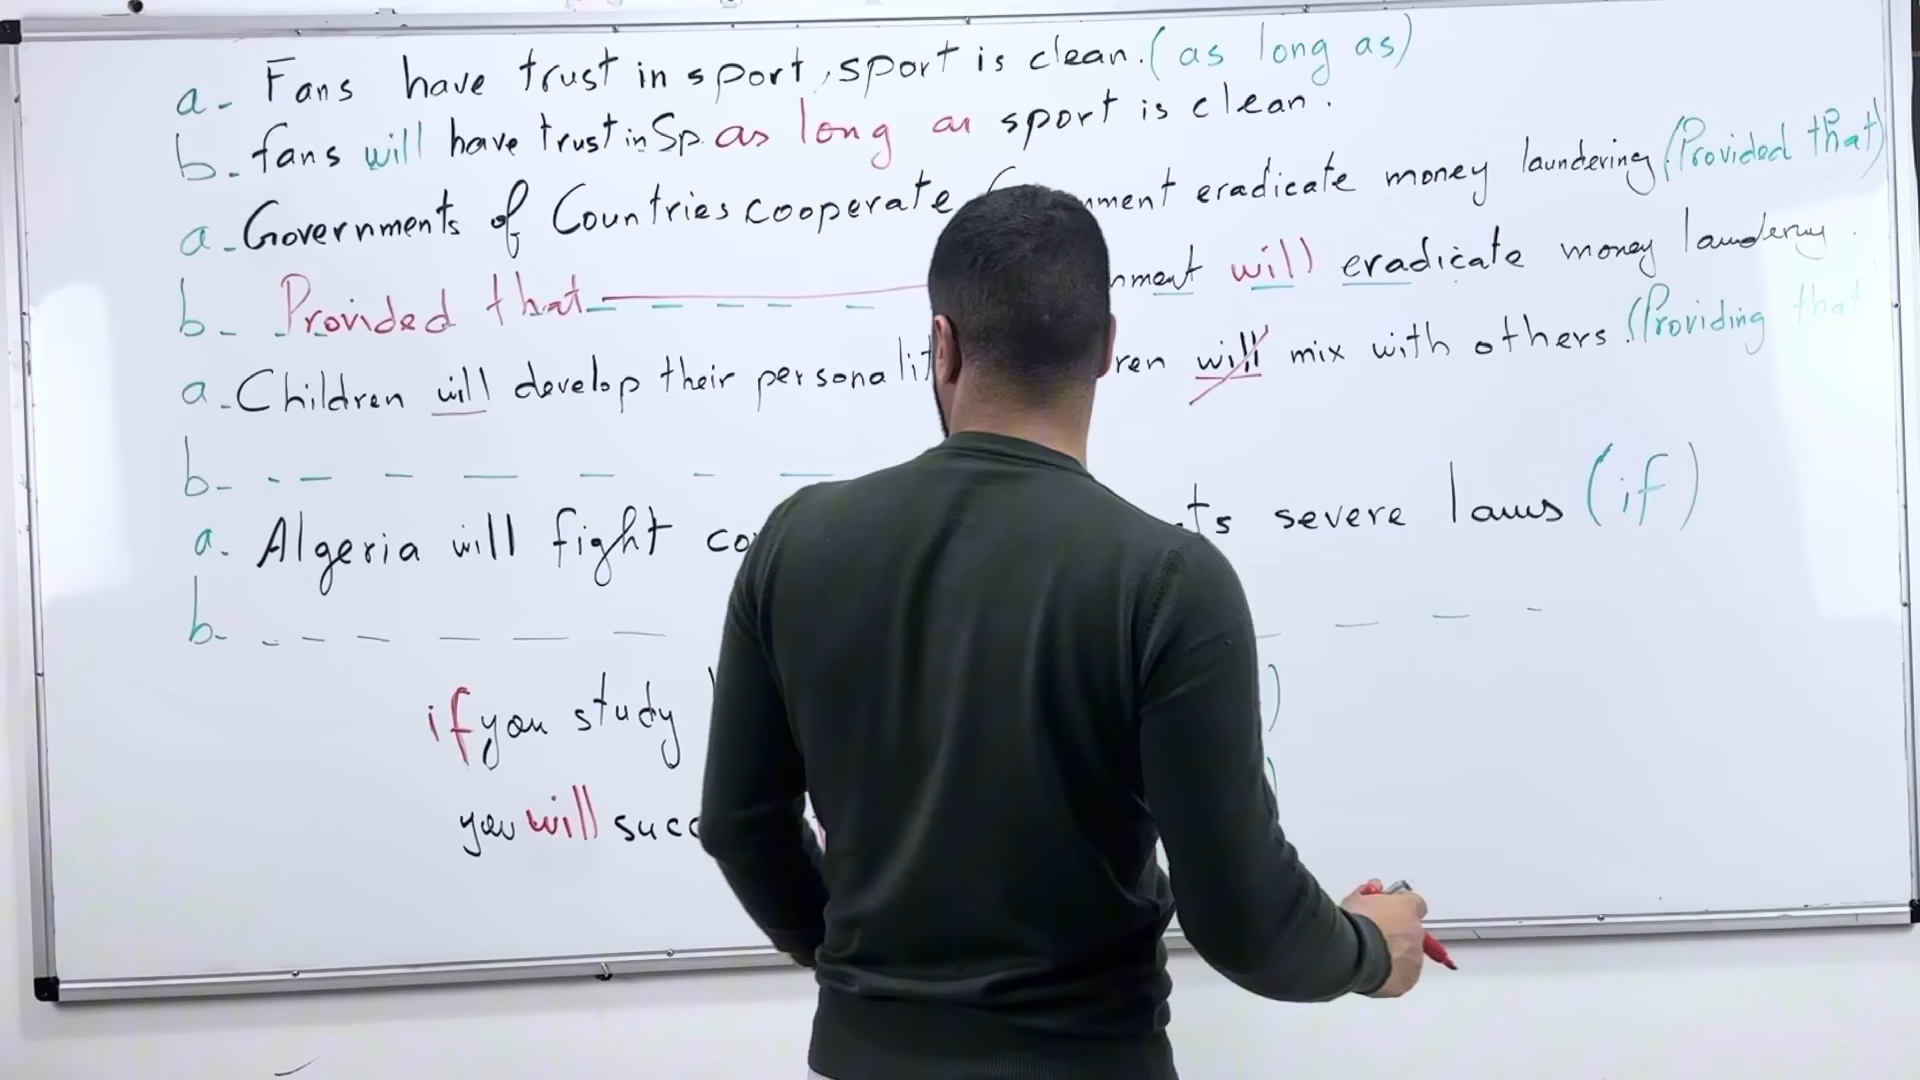 a- Fans have trust in sport, sport is clean. (as long as)
b- fans will have trust in Sp. as long as sport is clean.
a- Governments of Countries cooperate eradicate money laundering (Provided that)
b- Provided that will eradicate money laundering.
a- Children will develop their will mix with others. (Providing that
b-
a- Algeria will fight severe laws (if)
b-
if you study
you will